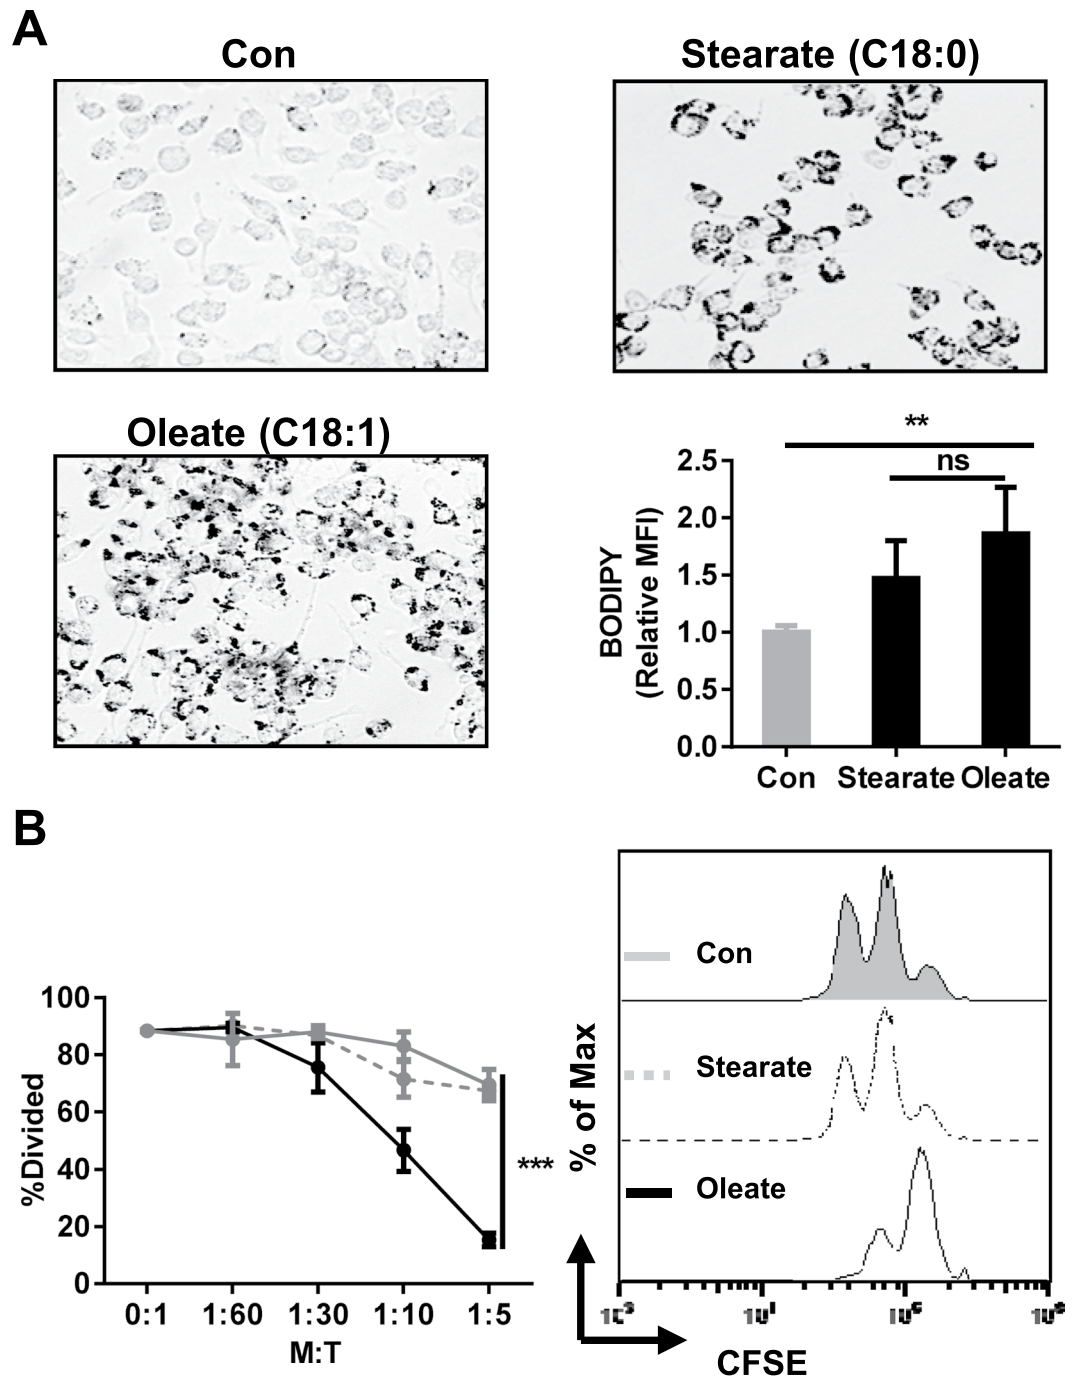 A
Con
Stearate (C18:0)
Oleate (C18:1)
**
ns
2.5
2.0
1.5
1.0
0.5
0.0
BODIPY
(Relative MFI)
Con Stearate Oleate
B
100
80
60
40
20
0
%Divided
0:1 1:60 1:30 1:10 1:5
M:T
***
% of Max
Con
Stearate
Oleate
CFSE